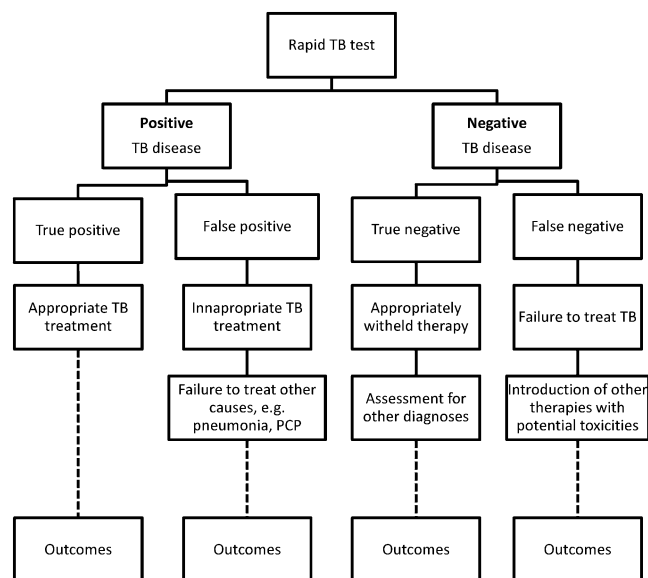 Rapid TB test
Positive
TB disease
Negative
TB disease
True positive
False positive
True negative
False negative
Appropriate TB
treatment
Innapropriate TB
treatment
Appropriately
witheld therapy
Failure to treat TB
Failure to treat other
causes, e.g.
pneumonia, PCP
Assessment for
other diagnoses
Introduction of other
therapies with
potential toxicities
Outcomes
Outcomes
Outcomes
Outcomes